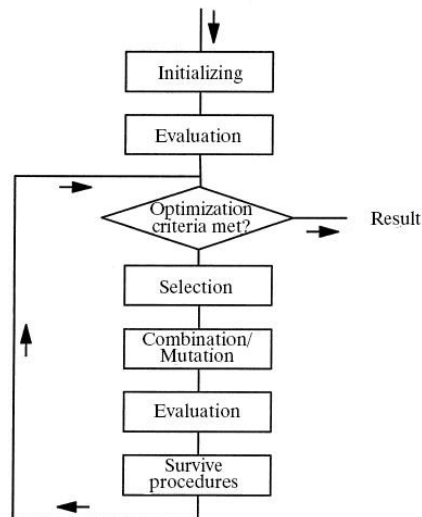 Initializing
Evaluation
Optimization
criteria met?
Result
Selection
Combination/
Mutation
Evaluation
Survive
procedures